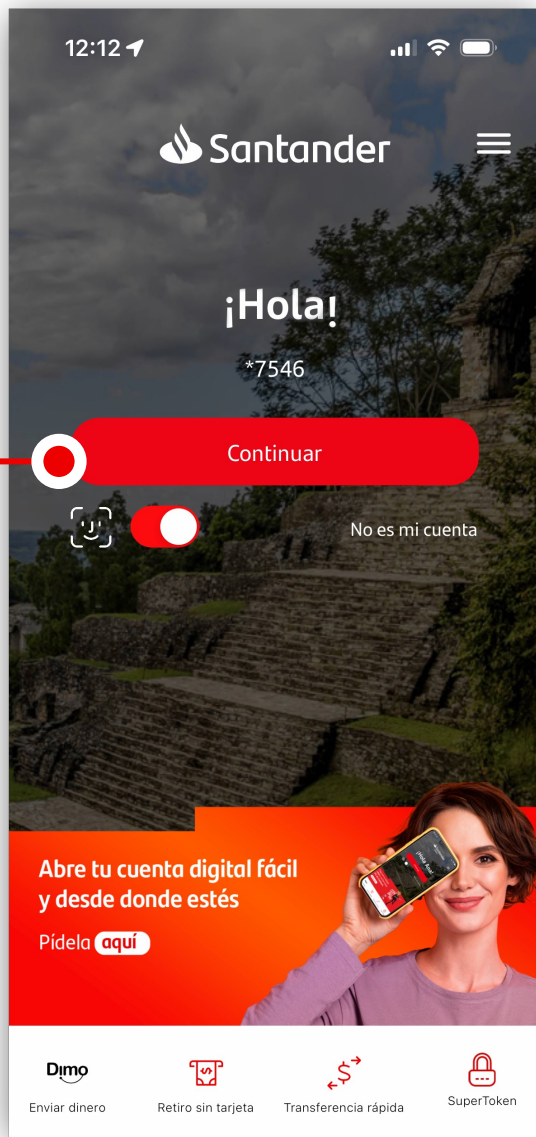 12:12
Santander
¡Hola!
*7546
Continuar
No es mi cuenta
Abre tu cuenta digital fácil
y desde donde estés
Pídela aquí
Dimo
Enviar dinero
Retiro sin tarjeta
Transferencia rápida
SuperToken